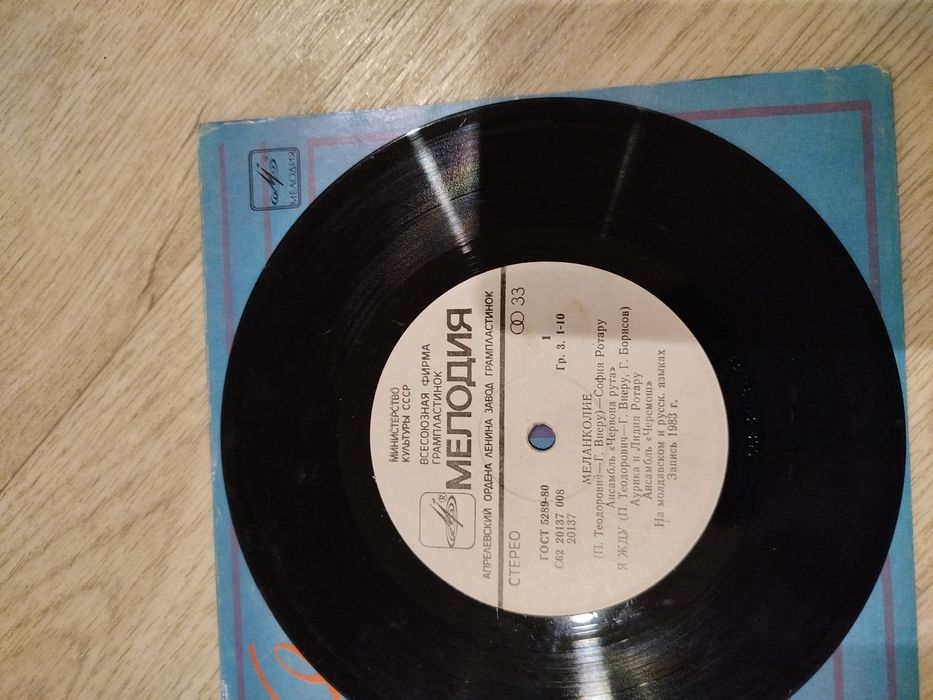 МЕЛОДИЯ
МИНИСТЕРСТВО
КУЛЬТУРЫ СССР
ВСЕСОЮЗНАЯ ФИРМА
ГРАМПЛАСТИНОК
® МЕЛОДИЯ
АПРЕЛЕВСКИЙ ОРДЕНА ЛЕНИНА ЗАВОД ГРАМПЛАСТИНОК
СТЕРЕО 33
ГОСТ 5289-80 1
С62 20137 008 Гр. 3. 1-10
20137
МЕЛАНКОЛИЕ
(П. Теодорович—Г. Виеру)—София Ротару
Ансамбль «Червона рута»
Я ЖДУ (П. Теодорович—Г. Виеру, Г. Борисов)
Аурика и Лидия Ротару
Ансамбль «Черемош»
На молдавском и русск. языках
Запись 1983 г.